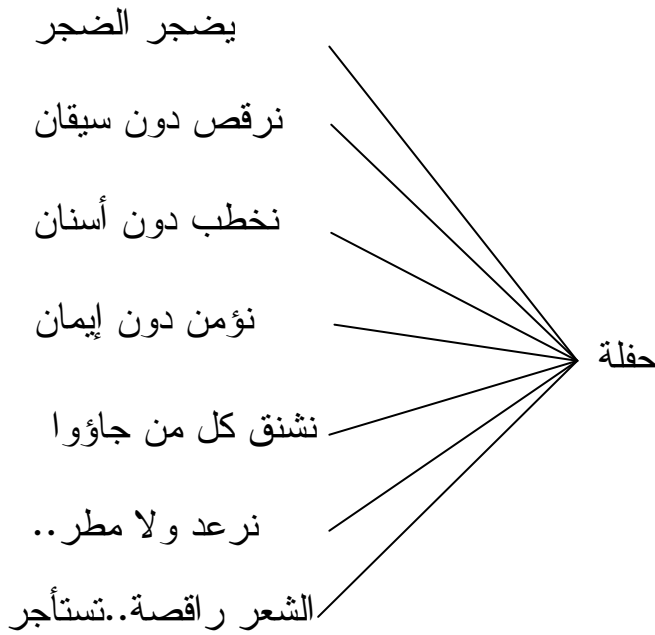 يضجر الضجر
نرقص دون سيقان
نخطب دون أسنان
نؤمن دون إيمان
حفلة
نشنق كل من جاؤوا
نرعد ولا مطر..
الشعر راقصة..تستأجر